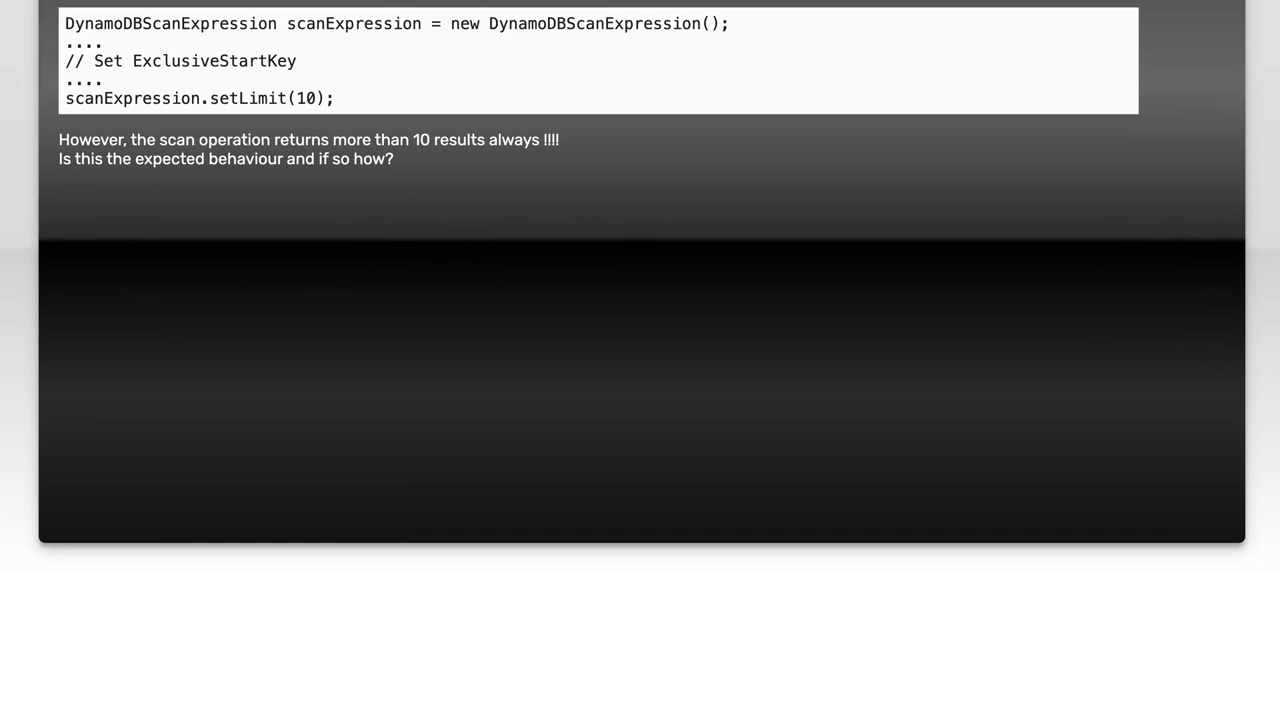 DynamoDBScanExpression scanExpression = new DynamoDBScanExpression();
....
// Set ExclusiveStartKey
....
scanExpression.setLimit(10);
However, the scan operation returns more than 10 results always !!!!
Is this the expected behaviour and if so how?